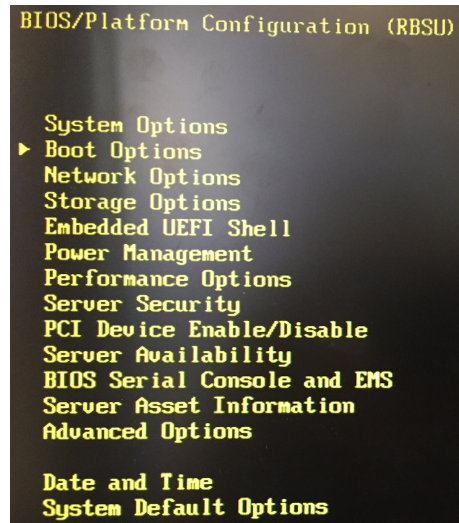 BIOS/Platform Configuration (RBSU)
System Options
Boot Options
Network Options
Storage Options
Embedded UEFI Shell
Power Management
Performance Options
Server Security
PCI Device Enable/Disable
Server Availability
BIOS Serial Console and EMS
Server Asset Information
Advanced Options
Date and Time
System Default Options